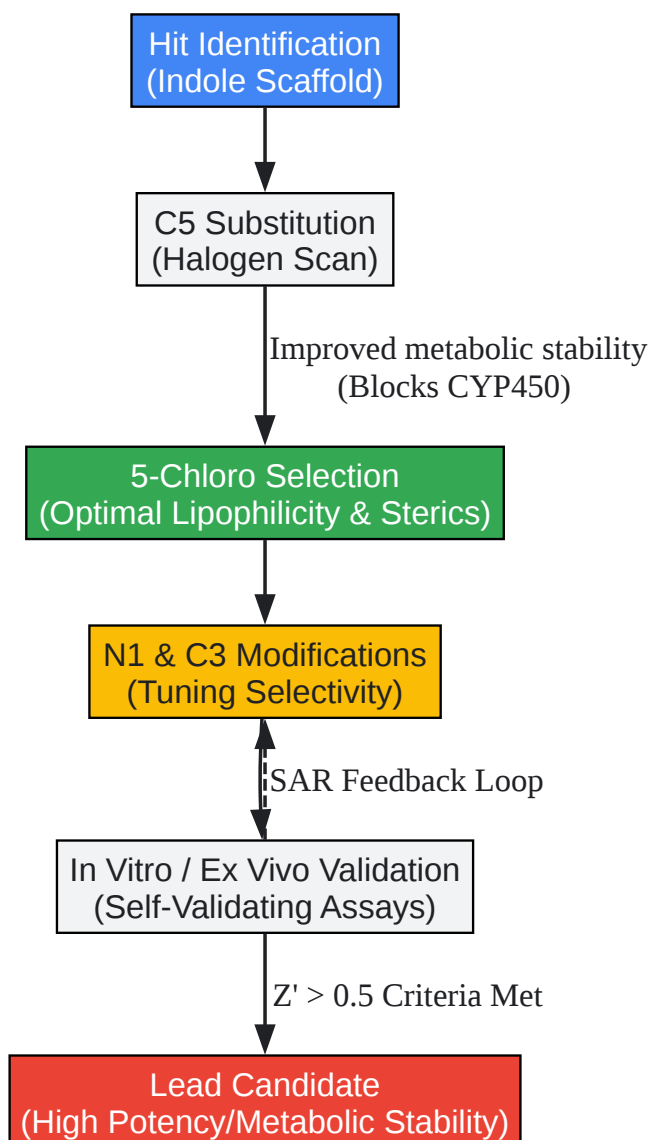 Hit Identification
(Indole Scaffold)
C5 Substitution
(Halogen Scan)
Improved metabolic stability
(Blocks CYP450)
5-Chloro Selection
(Optimal Lipophilicity & Sterics)
N1 & C3 Modifications
(Tuning Selectivity)
SAR Feedback Loop
In Vitro / Ex Vivo Validation
(Self-Validating Assays)
Z' > 0.5 Criteria Met
Lead Candidate
(High Potency/Metabolic Stability)